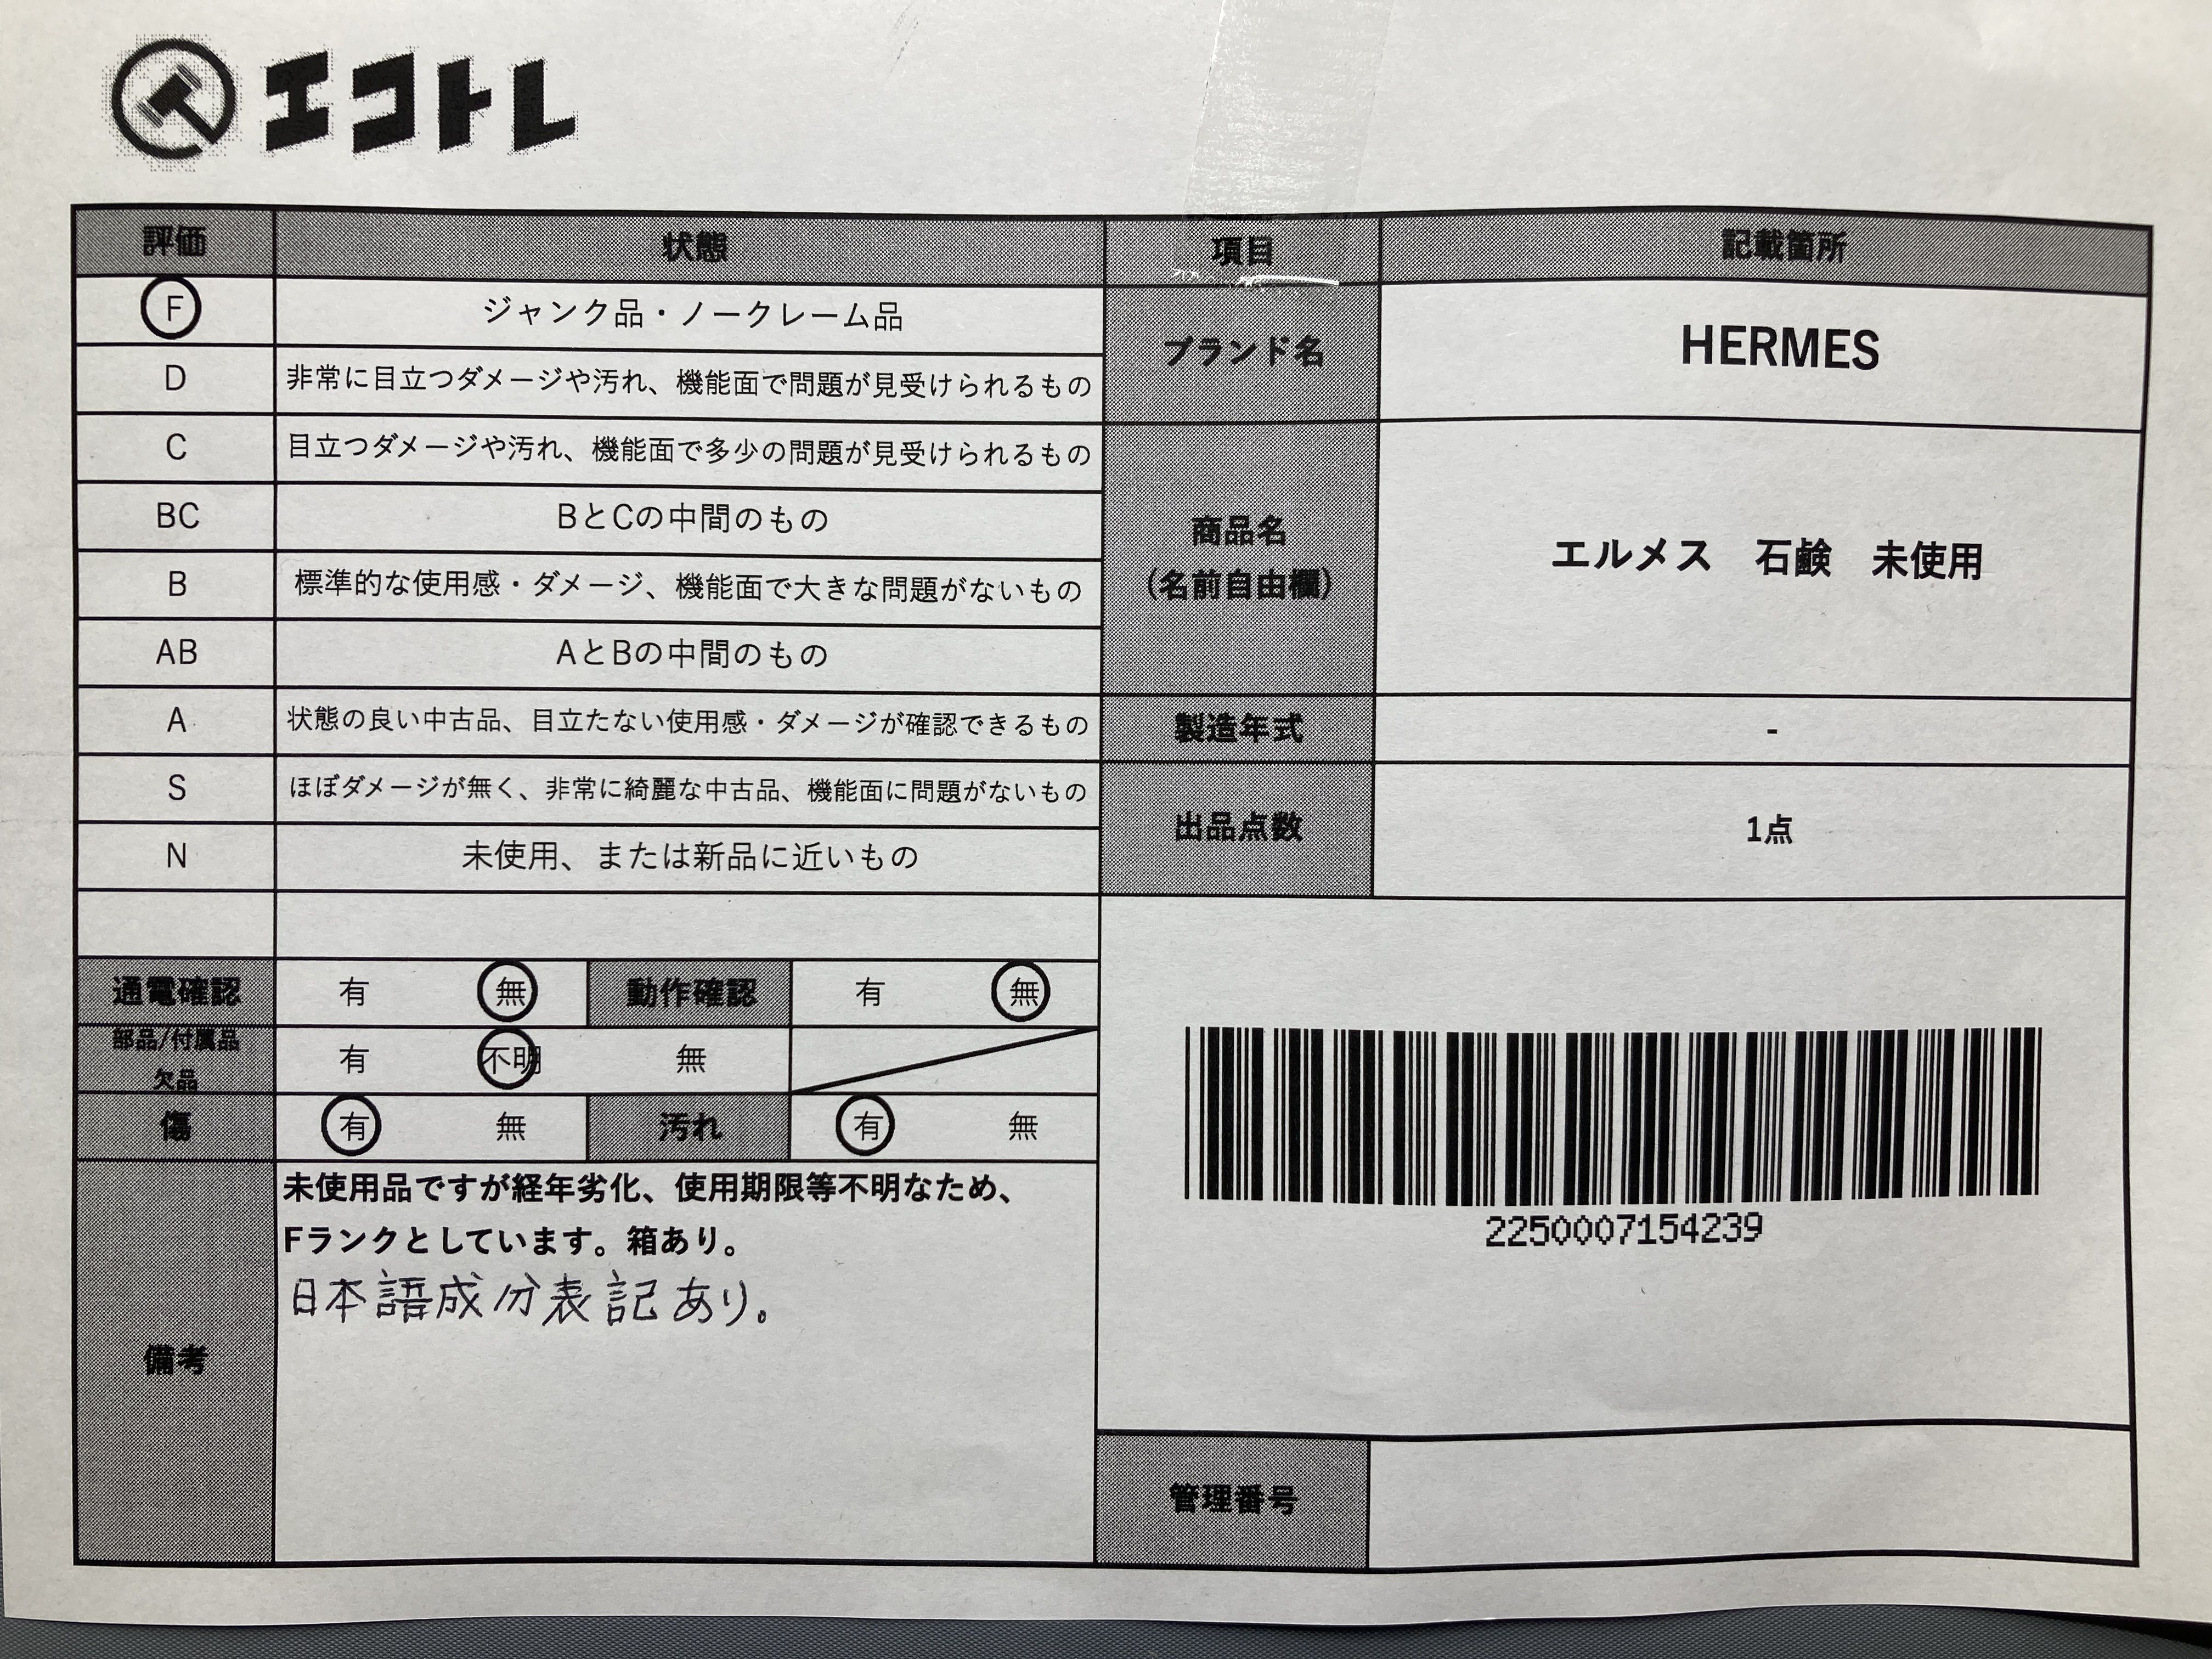 エコトレ
評価 状態 項目 記載箇所
F ジャンク品・ノークレーム品
D 非常に目立つダメージや汚れ、機能面で問題が見受けられるもの
ブランド名 HERMES
C 目立つダメージや汚れ、機能面で多少の問題が見受けられるもの
BC BとCの中間のもの
B 標準的な使用感・ダメージ、機能面で大きな問題がないもの
AB AとBの中間のもの
商品名
(名前自由欄)
エルメス 石鹸 未使用
A 状態の良い中古品、目立たない使用感・ダメージが確認できるもの
製造年式 -
S ほぼダメージが無く、非常に綺麗な中古品、機能面に問題がないもの
N 未使用、または新品に近いもの
出品点数 1点
通電確認 有 無 動作確認 有 無
部品/付属品
欠品
有 不明 無
傷 有 無 汚れ 有 無
備考
未使用品ですが経年劣化、使用期限等不明なため、
Fランクとしています。箱あり。
日本語成分表記あり。
2250007154239
管理番号